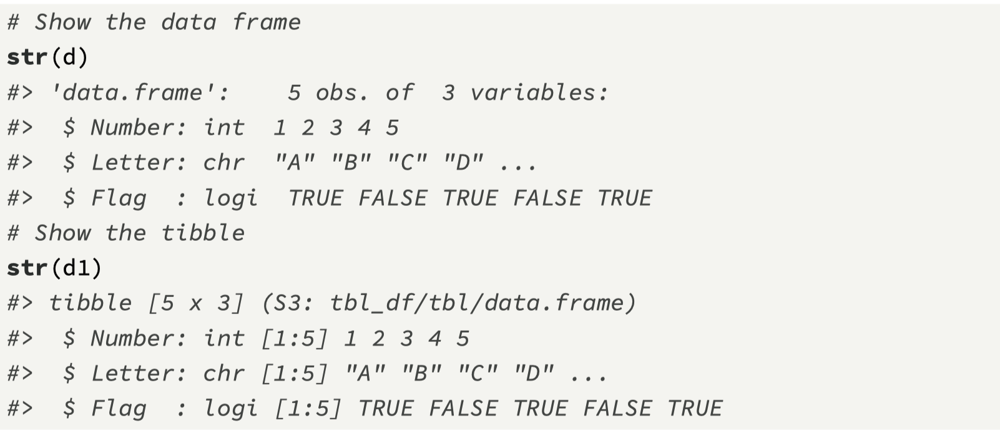 # Show the data frame
str(d)
#> 'data.frame':    5 obs. of  3 variables:
#>  $ Number: int  1 2 3 4 5
#>  $ Letter: chr  "A" "B" "C" "D" ...
#>  $ Flag  : logi  TRUE FALSE TRUE FALSE TRUE
# Show the tibble
str(d1)
#> tibble [5 x 3] (S3: tbl_df/tbl/data.frame)
#>  $ Number: int [1:5] 1 2 3 4 5
#>  $ Letter: chr [1:5] "A" "B" "C" "D" ...
#>  $ Flag  : logi [1:5] TRUE FALSE TRUE FALSE TRUE